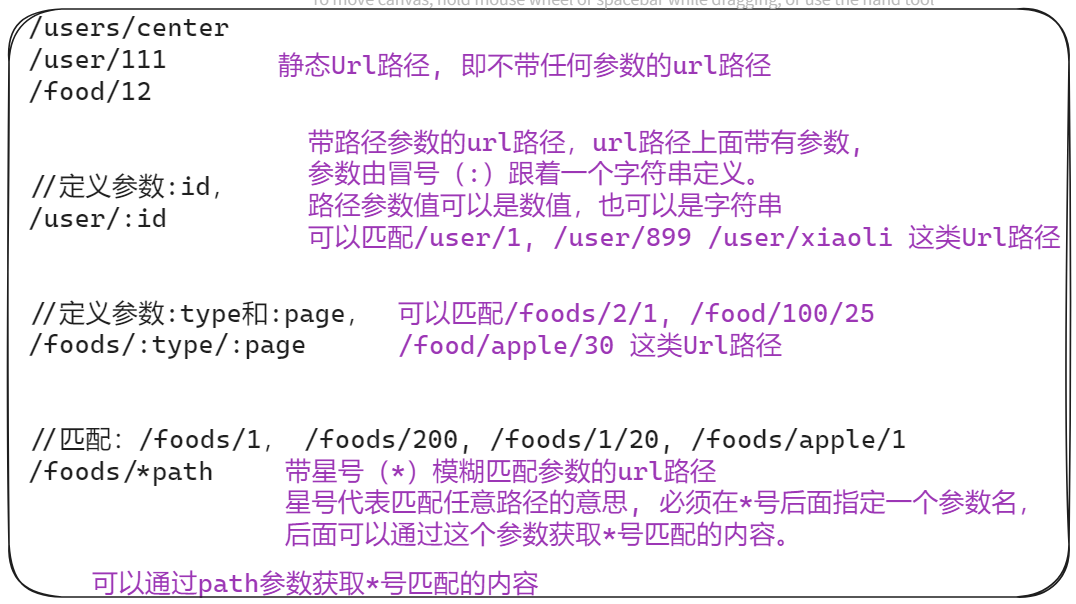 To move canvas, hold mouse wheel or spacebar while dragging, or use the hand tool
/users/center
/user/111
/food/12
静态Url路径, 即不带任何参数的url路径
带路径参数的url路径，url路径上面带有参数,
参数由冒号（:）跟着一个字符串定义。
路径参数值可以是数值，也可以是字符串
可以匹配/user/1, /user/899 /user/xiaoli 这类Url路径
//定义参数:id,
/user/:id
//定义参数:type和:page,
/foods/:type/:page
可以匹配/foods/2/1, /food/100/25
/food/apple/30 这类Url路径
//匹配: /foods/1, /foods/200, /foods/1/20, /foods/apple/1
/foods/*path
带星号（*）模糊匹配参数的url路径
星号代表匹配任意路径的意思, 必须在*号后面指定一个参数名,
后面可以通过这个参数获取*号匹配的内容。
可以通过path参数获取*号匹配的内容